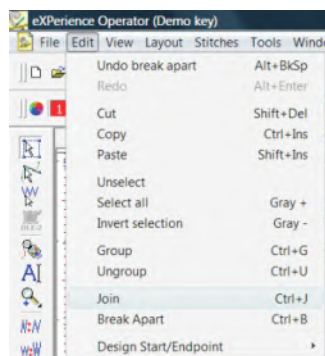 eXPerience Operator (Demo key)
File Edit View Layout Stitches Tools Wind
Undo break apart Alt+BkSp
Redo Alt+Enter
1
Cut Shift+Del
Copy Ctrl+Ins
Paste Shift+Ins
Unselect
Select all Gray +
Invert selection Gray -
Group Ctrl+G
Ungroup Ctrl+U
AI
Join Ctrl+J
Break Apart Ctrl+B
Design Start/Endpoint